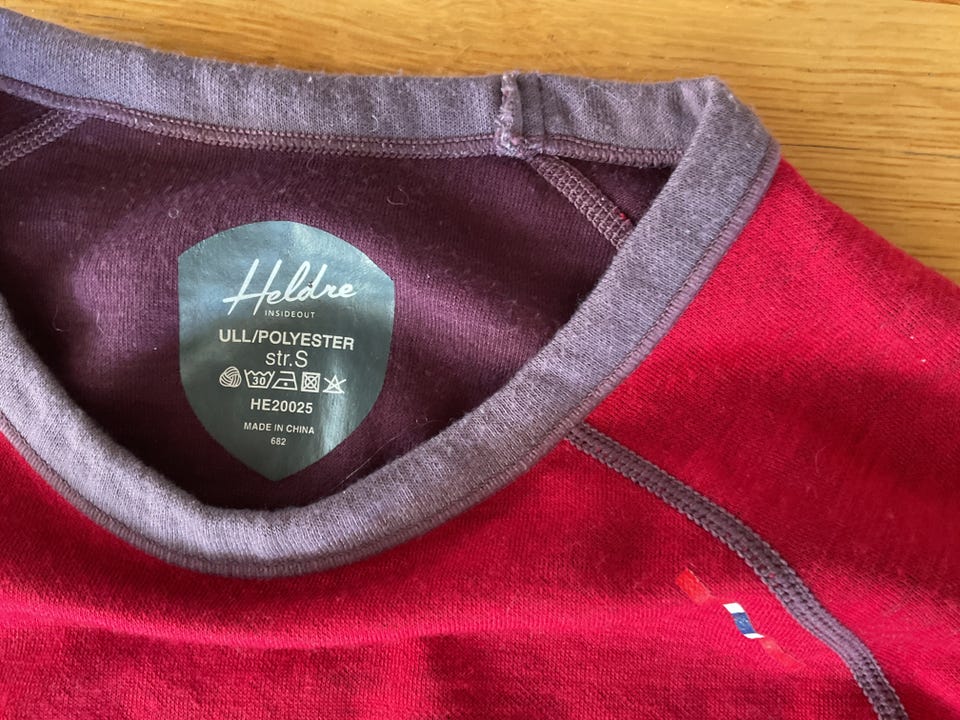 Heldre
INSIDEOUT
ULL/POLYESTER
str.S
30
HE20025
MADE IN CHINA
682